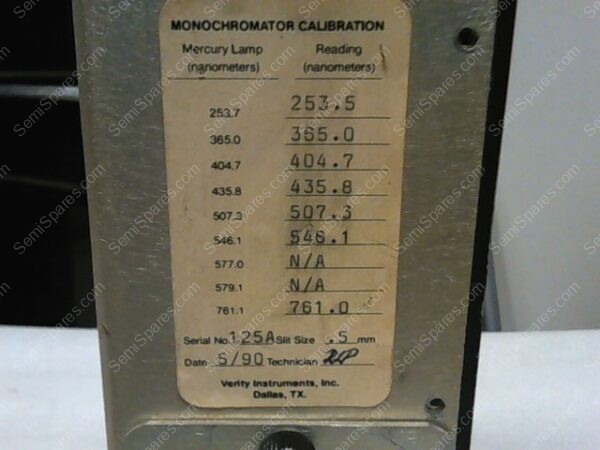 MONOCHROMATOR CALIBRATION
Mercury Lamp Reading
(nanometers) (nanometers)
253.7 253.5
365.0 365.0
404.7 404.7
435.8 435.8
507.3 507.3
546.1 546.1
577.0 N/A
579.1 N/A
761.1 761.0
Serial No. 125A Slit Size .5 mm
Date 5/90 Technician
Verity Instruments, Inc.
Dallas, TX.
SemiSpares.com